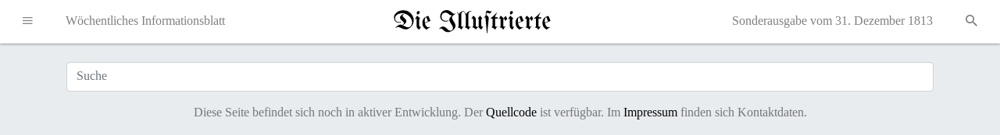 Wöchentliches Informationsblatt
Die Illuſtrierte
Sonderausgabe vom 31. Dezember 1813
Suche
Diese Seite befindet sich noch in aktiver Entwicklung. Der Quellcode ist verfügbar. Im Impressum finden sich Kontaktdaten.